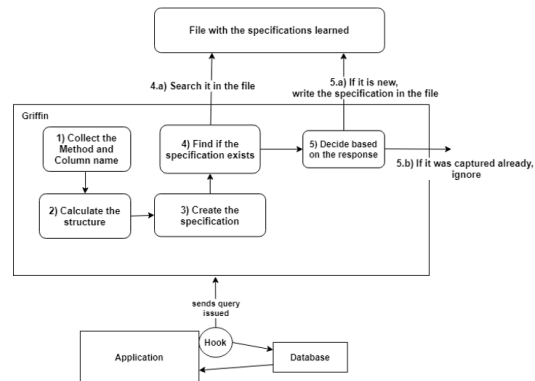 File with the specifications learned
4.a) Search it in the file
5.a) If it is new,
write the specification in the file
Griffin
1) Collect the
Method and
Column name
4) Find if the
specification exists
5) Decide based
on the response
5.b) If it was captured already,
ignore
2) Calculate the
structure
3) Create the
specification
sends query
issued
Hook
Application
Database